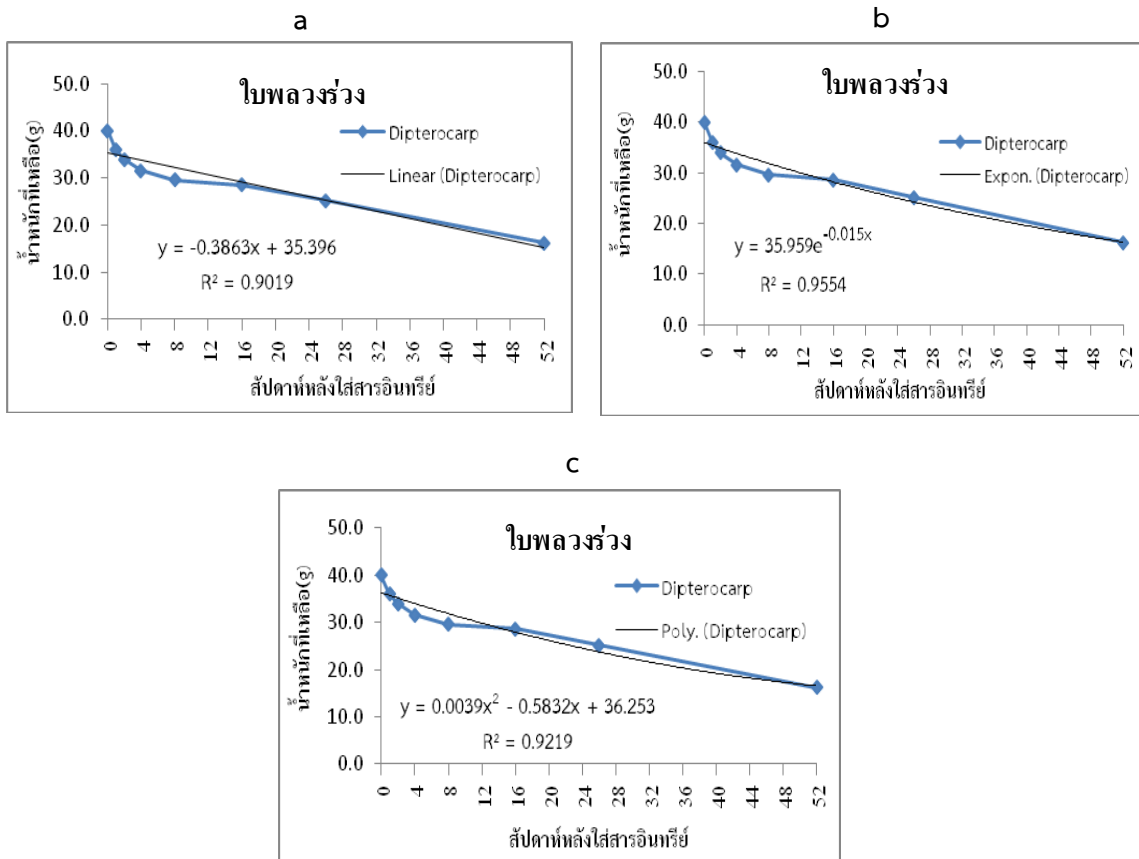 a
ใบพลวงร่วง
น้ำหนักที่เหลือ(g)
50.0
40.0
30.0
20.0
10.0
0.0
Dipterocarp
Linear (Dipterocarp)
y = -0.3863x + 35.396
R² = 0.9019
0 4 8 12 16 20 24 28 32 36 40 44 48 52
สัปดาห์หลังใส่สารอินทรีย์
b
ใบพลวงร่วง
น้ำหนักที่เหลือ(g)
50.0
40.0
30.0
20.0
10.0
0.0
Dipterocarp
Expon. (Dipterocarp)
y = 35.959e^-0.015x
R² = 0.9554
0 4 8 12 16 20 24 28 32 36 40 44 48 52
สัปดาห์หลังใส่สารอินทรีย์
c
ใบพลวงร่วง
น้ำหนักที่เหลือ(g)
50.0
40.0
30.0
20.0
10.0
0.0
Dipterocarp
Poly. (Dipterocarp)
y = 0.0039x² - 0.5832x + 36.253
R² = 0.9219
0 4 8 12 16 20 24 28 32 36 40 44 48 52
สัปดาห์หลังใส่สารอินทรีย์